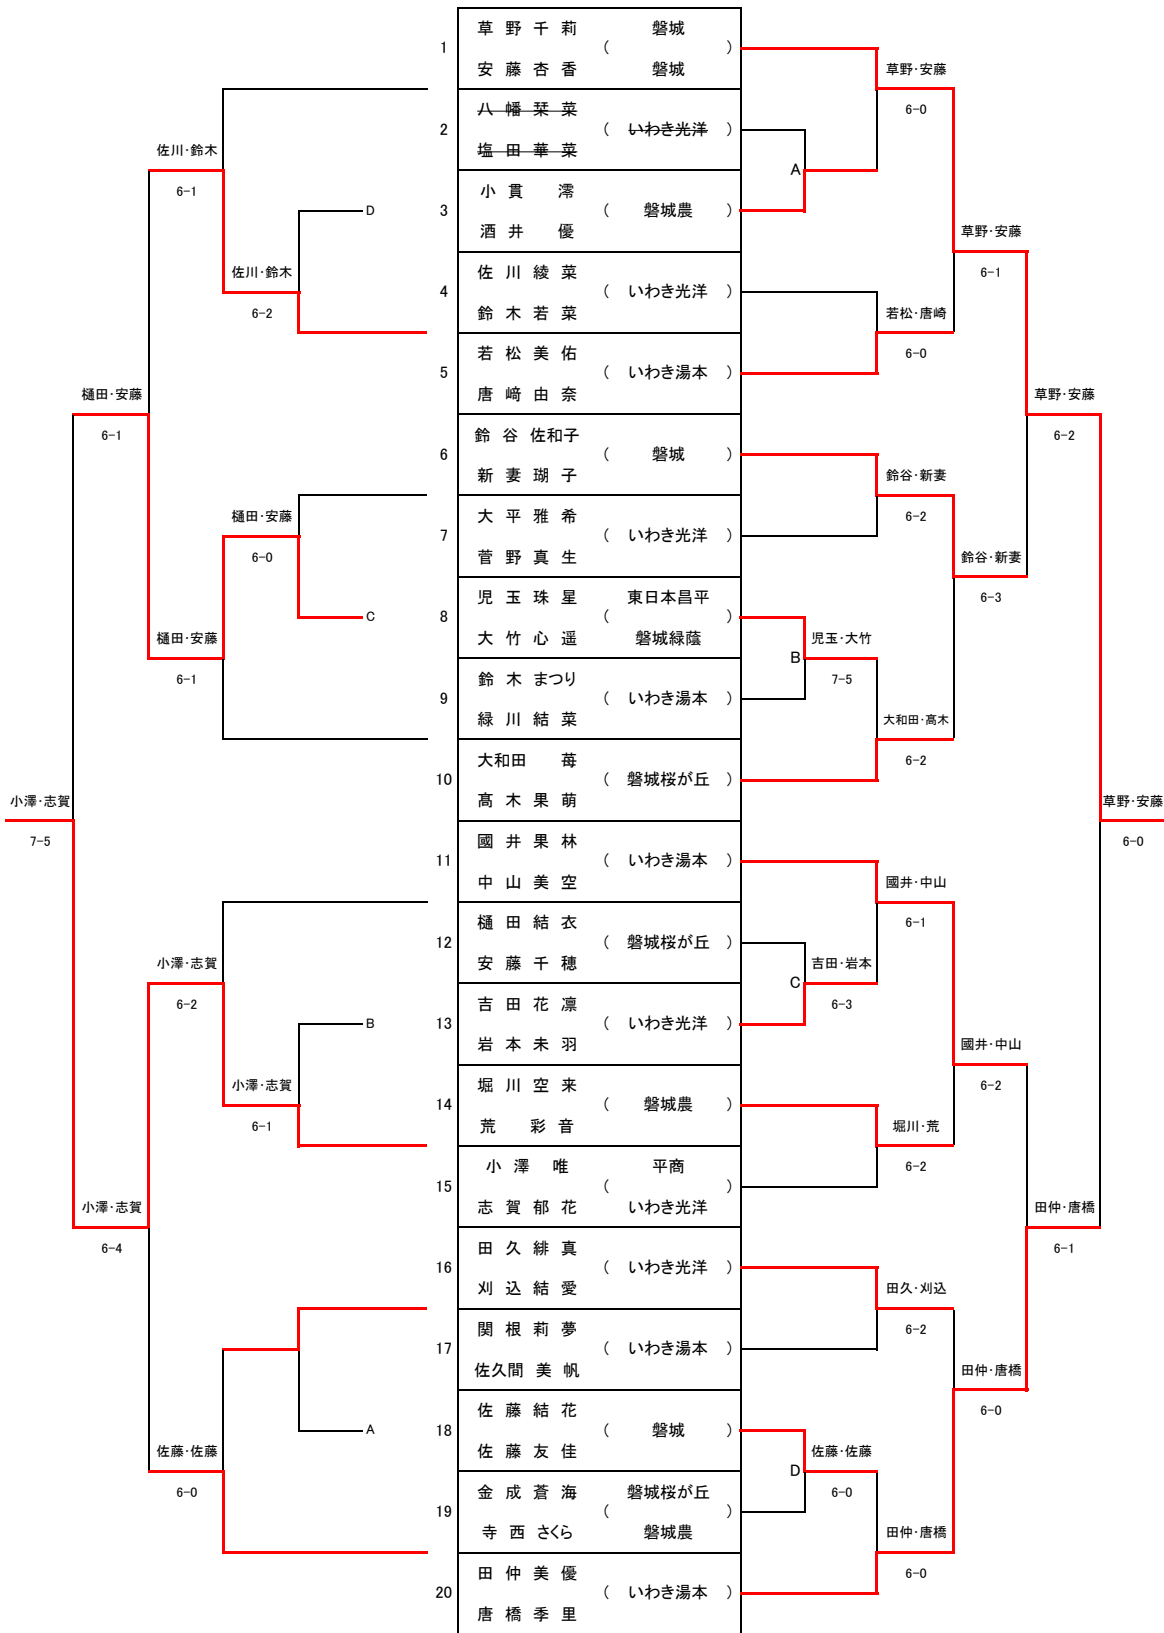 1 草野千莉 (磐城
安藤杏香 磐城)
2 八幡栞菜 (いわき光洋)
塩田華菜
3 小貫 澪 (磐城農)
酒井 優
4 佐川綾菜 (いわき光洋)
鈴木若菜
5 若松美佑 (いわき湯本)
唐﨑由奈
6 鈴谷 佐和子 (磐城)
新妻瑚子
7 大平雅希 (いわき光洋)
菅野真生
8 児玉珠星 (東日本昌平
大竹心遥 磐城緑蔭)
9 鈴木まつり (いわき湯本)
緑川結菜
10 大和田 苺 (磐城桜が丘)
髙木果萌
11 國井果林 (いわき湯本)
中山美空
12 樋田結衣 (磐城桜が丘)
安藤千穂
13 吉田花凛 (いわき光洋)
岩本未羽
14 堀川空来 (磐城農)
荒 彩音
15 小澤 唯 (平商
志賀郁花 いわき光洋)
16 田久緋真 (いわき光洋)
刈込結愛
17 関根莉夢 (いわき湯本)
佐久間 美帆
18 佐藤結花 (磐城)
佐藤友佳
19 金成蒼海 (磐城桜が丘
寺西さくら 磐城農)
20 田仲美優 (いわき湯本)
唐橋季里
佐川・鈴木
6-1
D
佐川・鈴木
6-2
樋田・安藤
6-1
樋田・安藤
6-0
C
樋田・安藤
6-1
小澤・志賀
7-5
小澤・志賀
6-2
B
小澤・志賀
6-1
小澤・志賀
6-4
A
佐藤・佐藤
6-0
草野・安藤
6-0
A
草野・安藤
6-1
若松・唐崎
6-0
草野・安藤
6-2
鈴谷・新妻
6-2
鈴谷・新妻
6-3
児玉・大竹
B
7-5
大和田・髙木
6-2
草野・安藤
6-0
國井・中山
6-1
吉田・岩本
C
6-3
國井・中山
6-2
堀川・荒
6-2
田仲・唐橋
6-1
田久・刈込
6-2
田仲・唐橋
6-0
佐藤・佐藤
D
6-0
田仲・唐橋
6-0